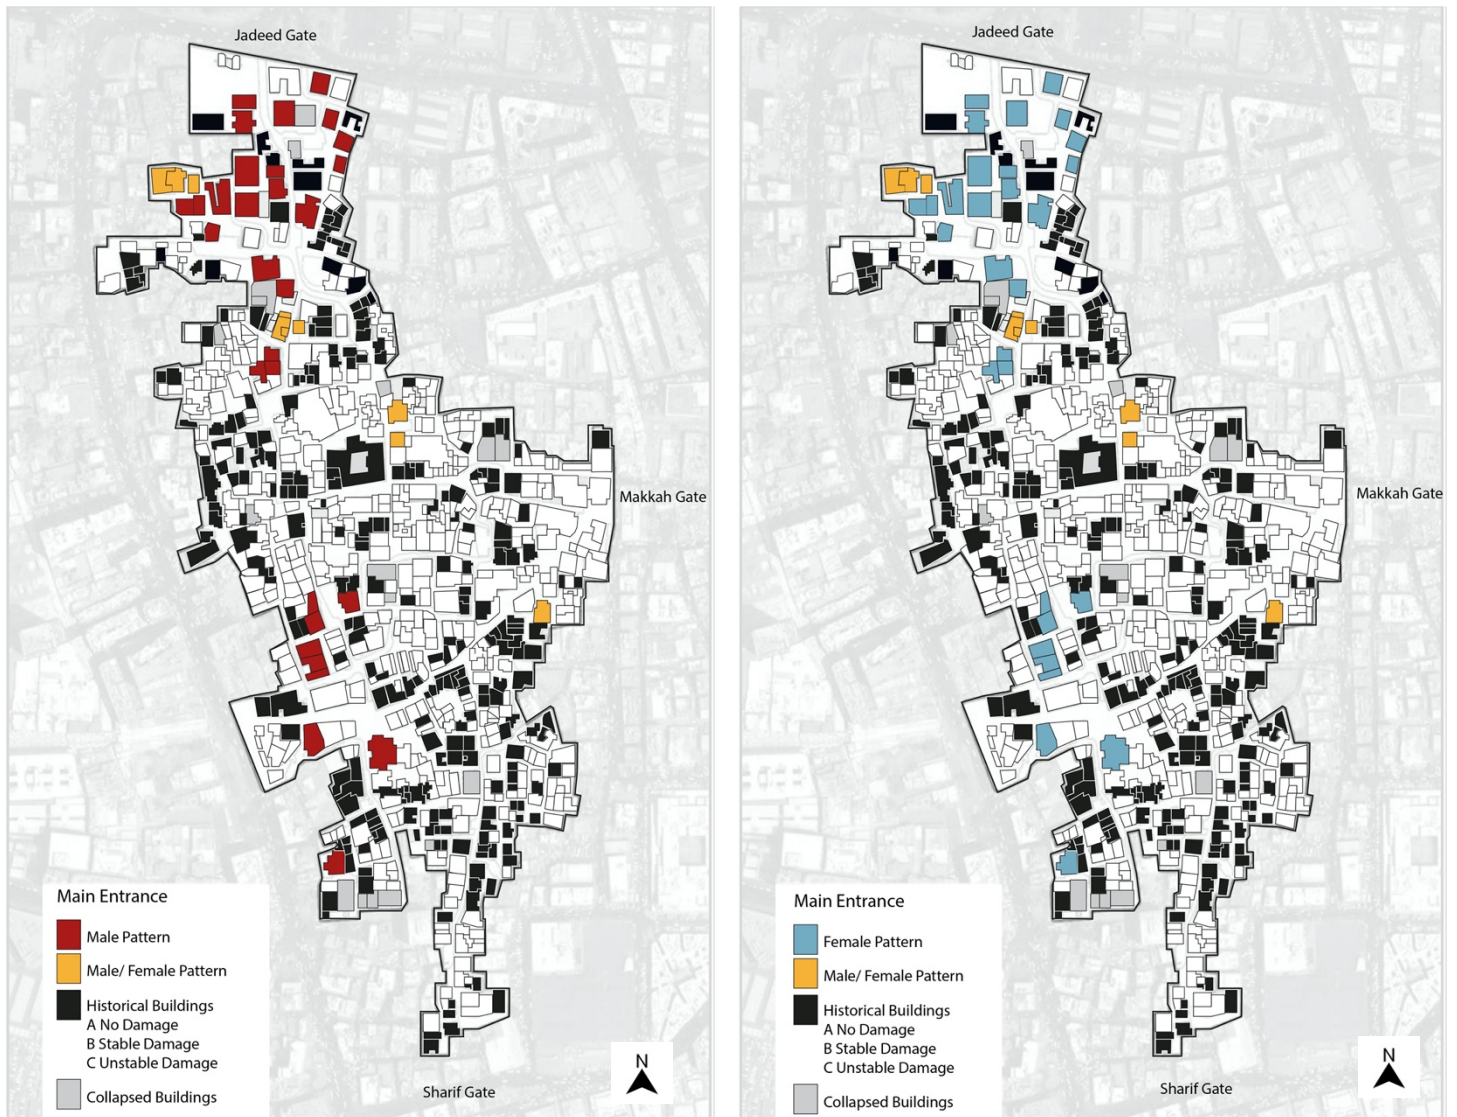 Jadeed Gate
Makkah Gate
Main Entrance
Male Pattern
Male/ Female Pattern
Historical Buildings
A No Damage
B Stable Damage
C Unstable Damage
Collapsed Buildings
Sharif Gate
N
Jadeed Gate
Makkah Gate
Main Entrance
Female Pattern
Male/ Female Pattern
Historical Buildings
A No Damage
B Stable Damage
C Unstable Damage
Collapsed Buildings
Sharif Gate
N